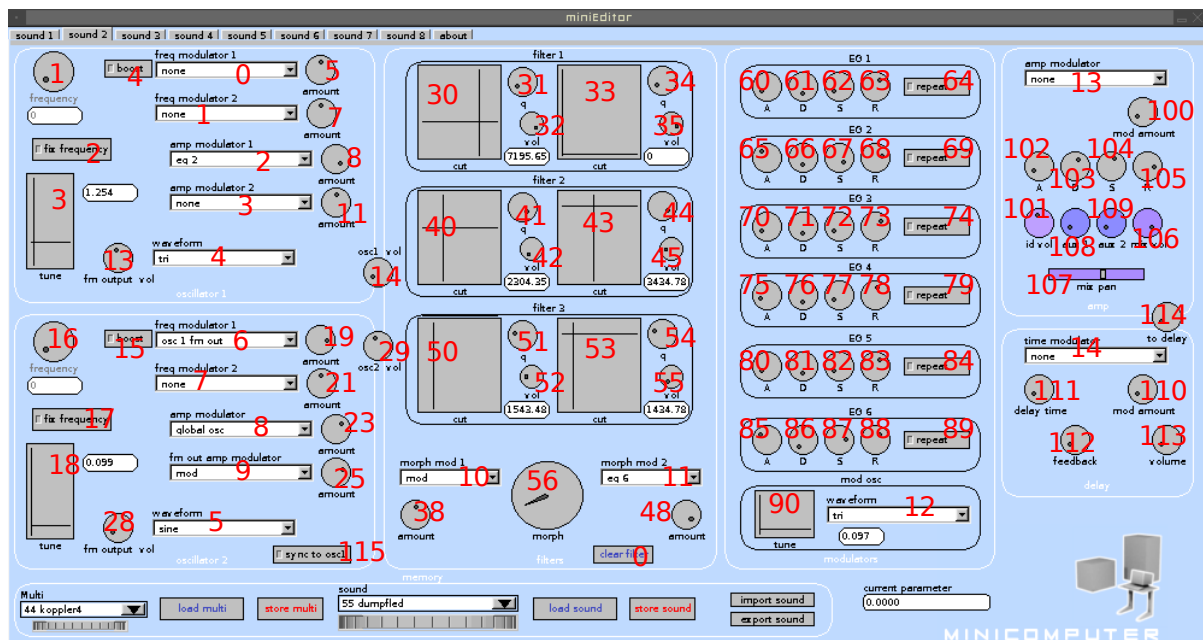 miniEditor
sound 1 sound 2 sound 3 sound 4 sound 5 sound 6 sound 7 sound 8 about
freq modulator 1
1 4 boost none 0 5
frequency amount
0
freq modulator 2
none 1 7
amount
fix frequency 2
amp modulator 1
eq 2 2 8
amount
3 1.254
amp modulator 2
none 3 11
amount
waveform
tri 4
13
tune fm output vol
osc1 vol
14
oscillator 1
freq modulator 1
16 boost 15 osc 1 fm out 6 19
frequency amount
0
29
osc2 vol
freq modulator 2
none 7 21
amount
fix frequency 17
amp modulator
global osc 8 23
18 0.099
fm out amp modulator
mod 9 25
amount
waveform
sine 5
28
tune fm output vol
sync to osc1 115
oscillator 2
filter 1
30 31 33 34
q q
32 35
vol vol
cut 7195.65 cut 0
filter 2
40 41 43 44
q q
42 45
vol vol
cut 2304.35 cut 3434.78
filter 3
50 51 53 54
q q
52 55
vol vol
cut 1543.48 cut 1434.78
morph mod 1
mod 10
38
amount
56
morph
morph mod 2
eq 6 11
48
amount
clear filter 0
filters
EG 1
60 61 62 63 repeat 64
A D S R
EG 2
65 66 67 68 repeat 69
A D S R
EG 3
70 71 72 73 repeat 74
A D S R
EG 4
75 76 77 78 repeat 79
A D S R
EG 5
80 81 82 83 repeat 84
A D S R
EG 6
85 86 87 88 repeat 89
A D S R
mod osc
90
tune
waveform
tri 12
0.097
modulators
amp modulator
none 13
100
mod amount
102 103 104 105
A D S R
101 108 109 106
id vol aux 1 aux 2 mix vol
107
mix pan
amp
114
to delay
time modulator
none 14
111 110
delay time mod amount
112 113
feedback volume
delay
memory
Multi
44 koppler4
load multi store multi
sound
55 dumpfled
load sound store sound
import sound
export sound
current parameter
0.0000
MINICOMPUTER